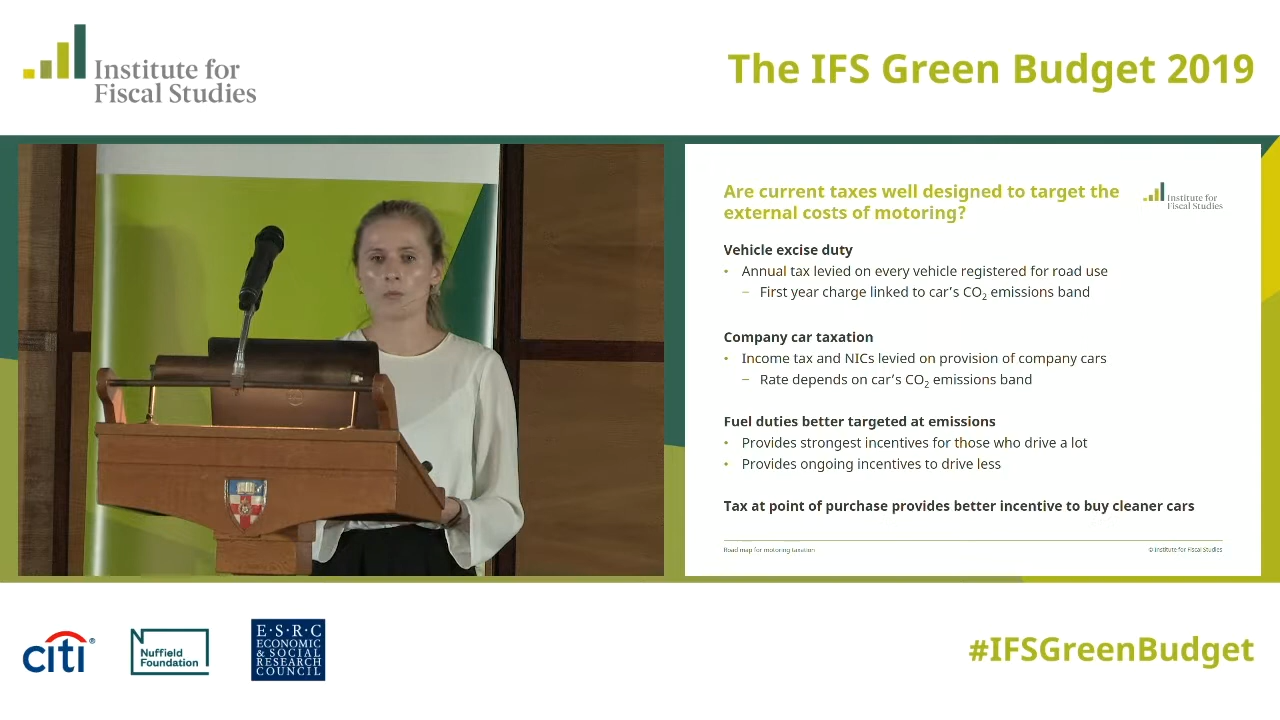 Institute for
Fiscal Studies
The IFS Green Budget 2019
Are current taxes well designed to target the
external costs of motoring?
Institute for
Fiscal Studies
Vehicle excise duty
• Annual tax levied on every vehicle registered for road use
– First year charge linked to car's CO2 emissions band
Company car taxation
• Income tax and NICs levied on provision of company cars
– Rate depends on car's CO2 emissions band
Fuel duties better targeted at emissions
• Provides strongest incentives for those who drive a lot
• Provides ongoing incentives to drive less
Tax at point of purchase provides better incentive to buy cleaner cars
Road map for motoring taxation
© Institute for Fiscal Studies
citi®
Nuffield
Foundation
E·S·R·C
ECONOMIC
& SOCIAL
RESEARCH
COUNCIL
#IFSGreenBudget